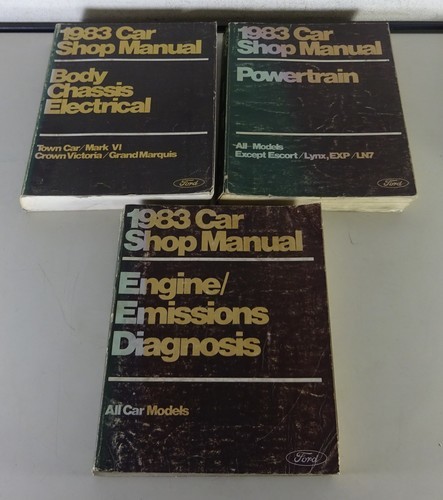 1983 Car
Shop Manual
Body
Chassis
Electrical
Town Car/Mark VI
Crown Victoria/Grand Marquis
Ford
1983 Car
Shop Manual
Powertrain
All Models
Except Escort/Lynx, EXP/LN7
Ford
1983 Car
Shop Manual
Engine/
Emissions
Diagnosis
All Car Models
Ford